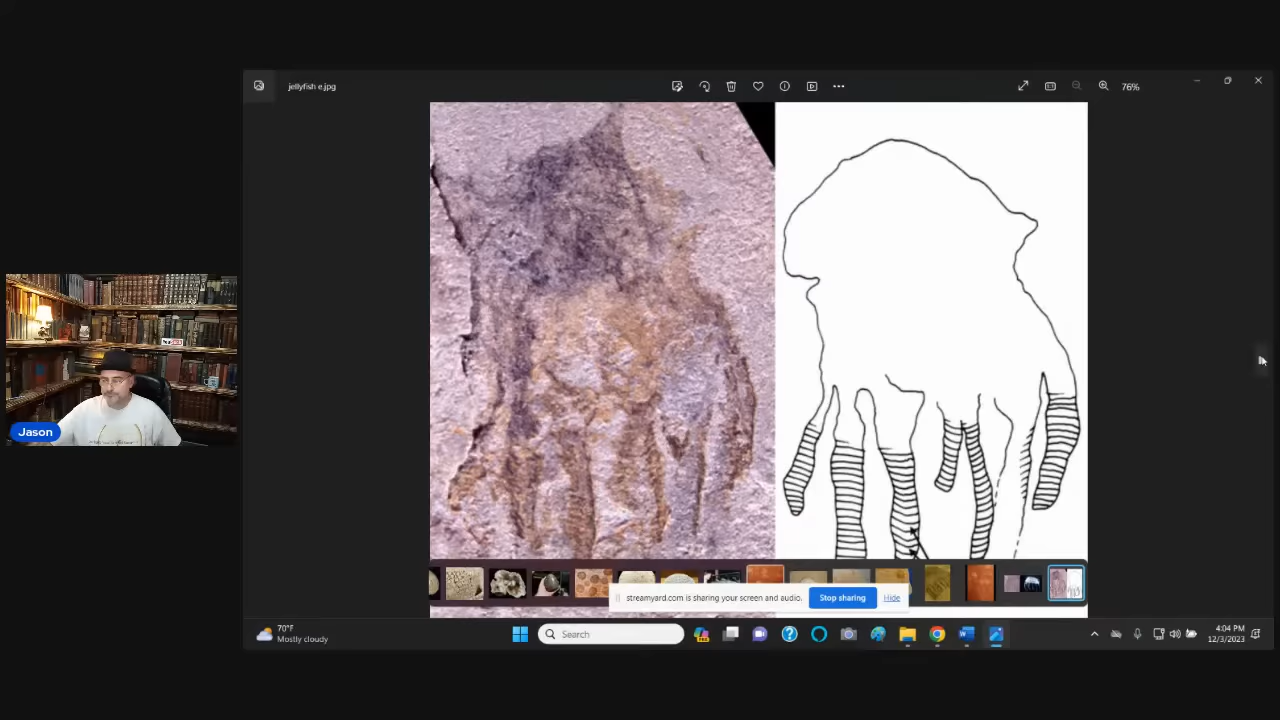 jellyfish e.jpg
76%
Jason
streamyard.com is sharing your screen and audio.
Stop sharing
Hide
70°F
Mostly cloudy
Search
4:04 PM
12/3/2023